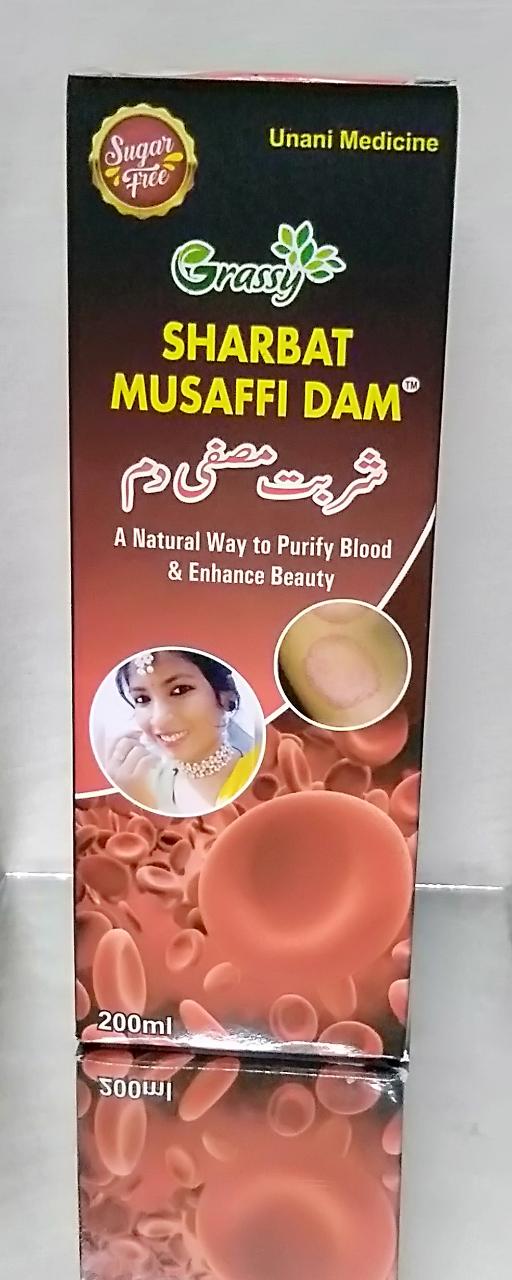 Sugar
Free
Unani Medicine
Grassy
SHARBAT
MUSAFFI DAM™
شربت مصفی دم
A Natural Way to Purify Blood
& Enhance Beauty
200ml
200ml